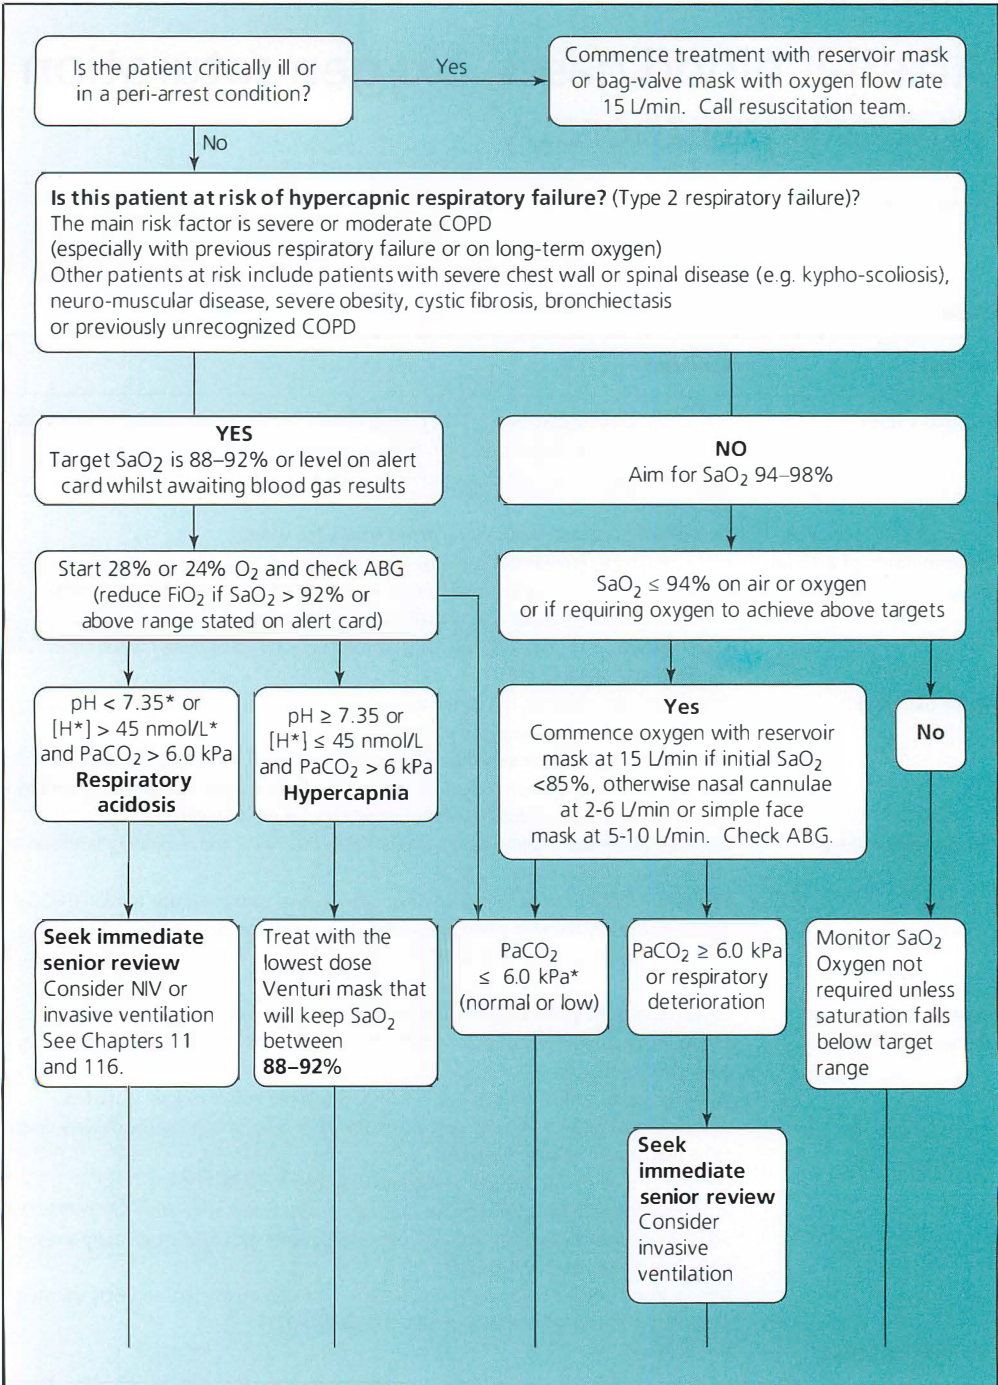 Is the patient critically ill or
in a peri-arrest condition?
Yes
Commence treatment with reservoir mask
or bag-valve mask with oxygen flow rate
15 L/min. Call resuscitation team.
No
Is this patient at risk of hypercapnic respiratory failure? (Type 2 respiratory failure)?
The main risk factor is severe or moderate COPD
(especially with previous respiratory failure or on long-term oxygen)
Other patients at risk include patients with severe chest wall or spinal disease (e.g. kypho-scoliosis),
neuro-muscular disease, severe obesity, cystic fibrosis, bronchiectasis
or previously unrecognized COPD
YES
Target SaO2 is 88–92% or level on alert
card whilst awaiting blood gas results
NO
Aim for SaO2 94–98%
Start 28% or 24% O2 and check ABG
(reduce FiO2 if SaO2 > 92% or
above range stated on alert card)
SaO2 ≤ 94% on air or oxygen
or if requiring oxygen to achieve above targets
pH < 7.35* or
[H*] > 45 nmol/L*
and PaCO2 > 6.0 kPa
Respiratory
acidosis
pH ≥ 7.35 or
[H*] ≤ 45 nmol/L
and PaCO2 > 6 kPa
Hypercapnia
Yes
Commence oxygen with reservoir
mask at 15 L/min if initial SaO2
<85%, otherwise nasal cannulae
at 2-6 L/min or simple face
mask at 5-10 L/min. Check ABG.
No
Seek immediate
senior review
Consider NIV or
invasive ventilation
See Chapters 11
and 116.
Treat with the
lowest dose
Venturi mask that
will keep SaO2
between
88–92%
PaCO2
≤ 6.0 kPa*
(normal or low)
PaCO2 ≥ 6.0 kPa
or respiratory
deterioration
Monitor SaO2
Oxygen not
required unless
saturation falls
below target
range
Seek
immediate
senior review
Consider
invasive
ventilation